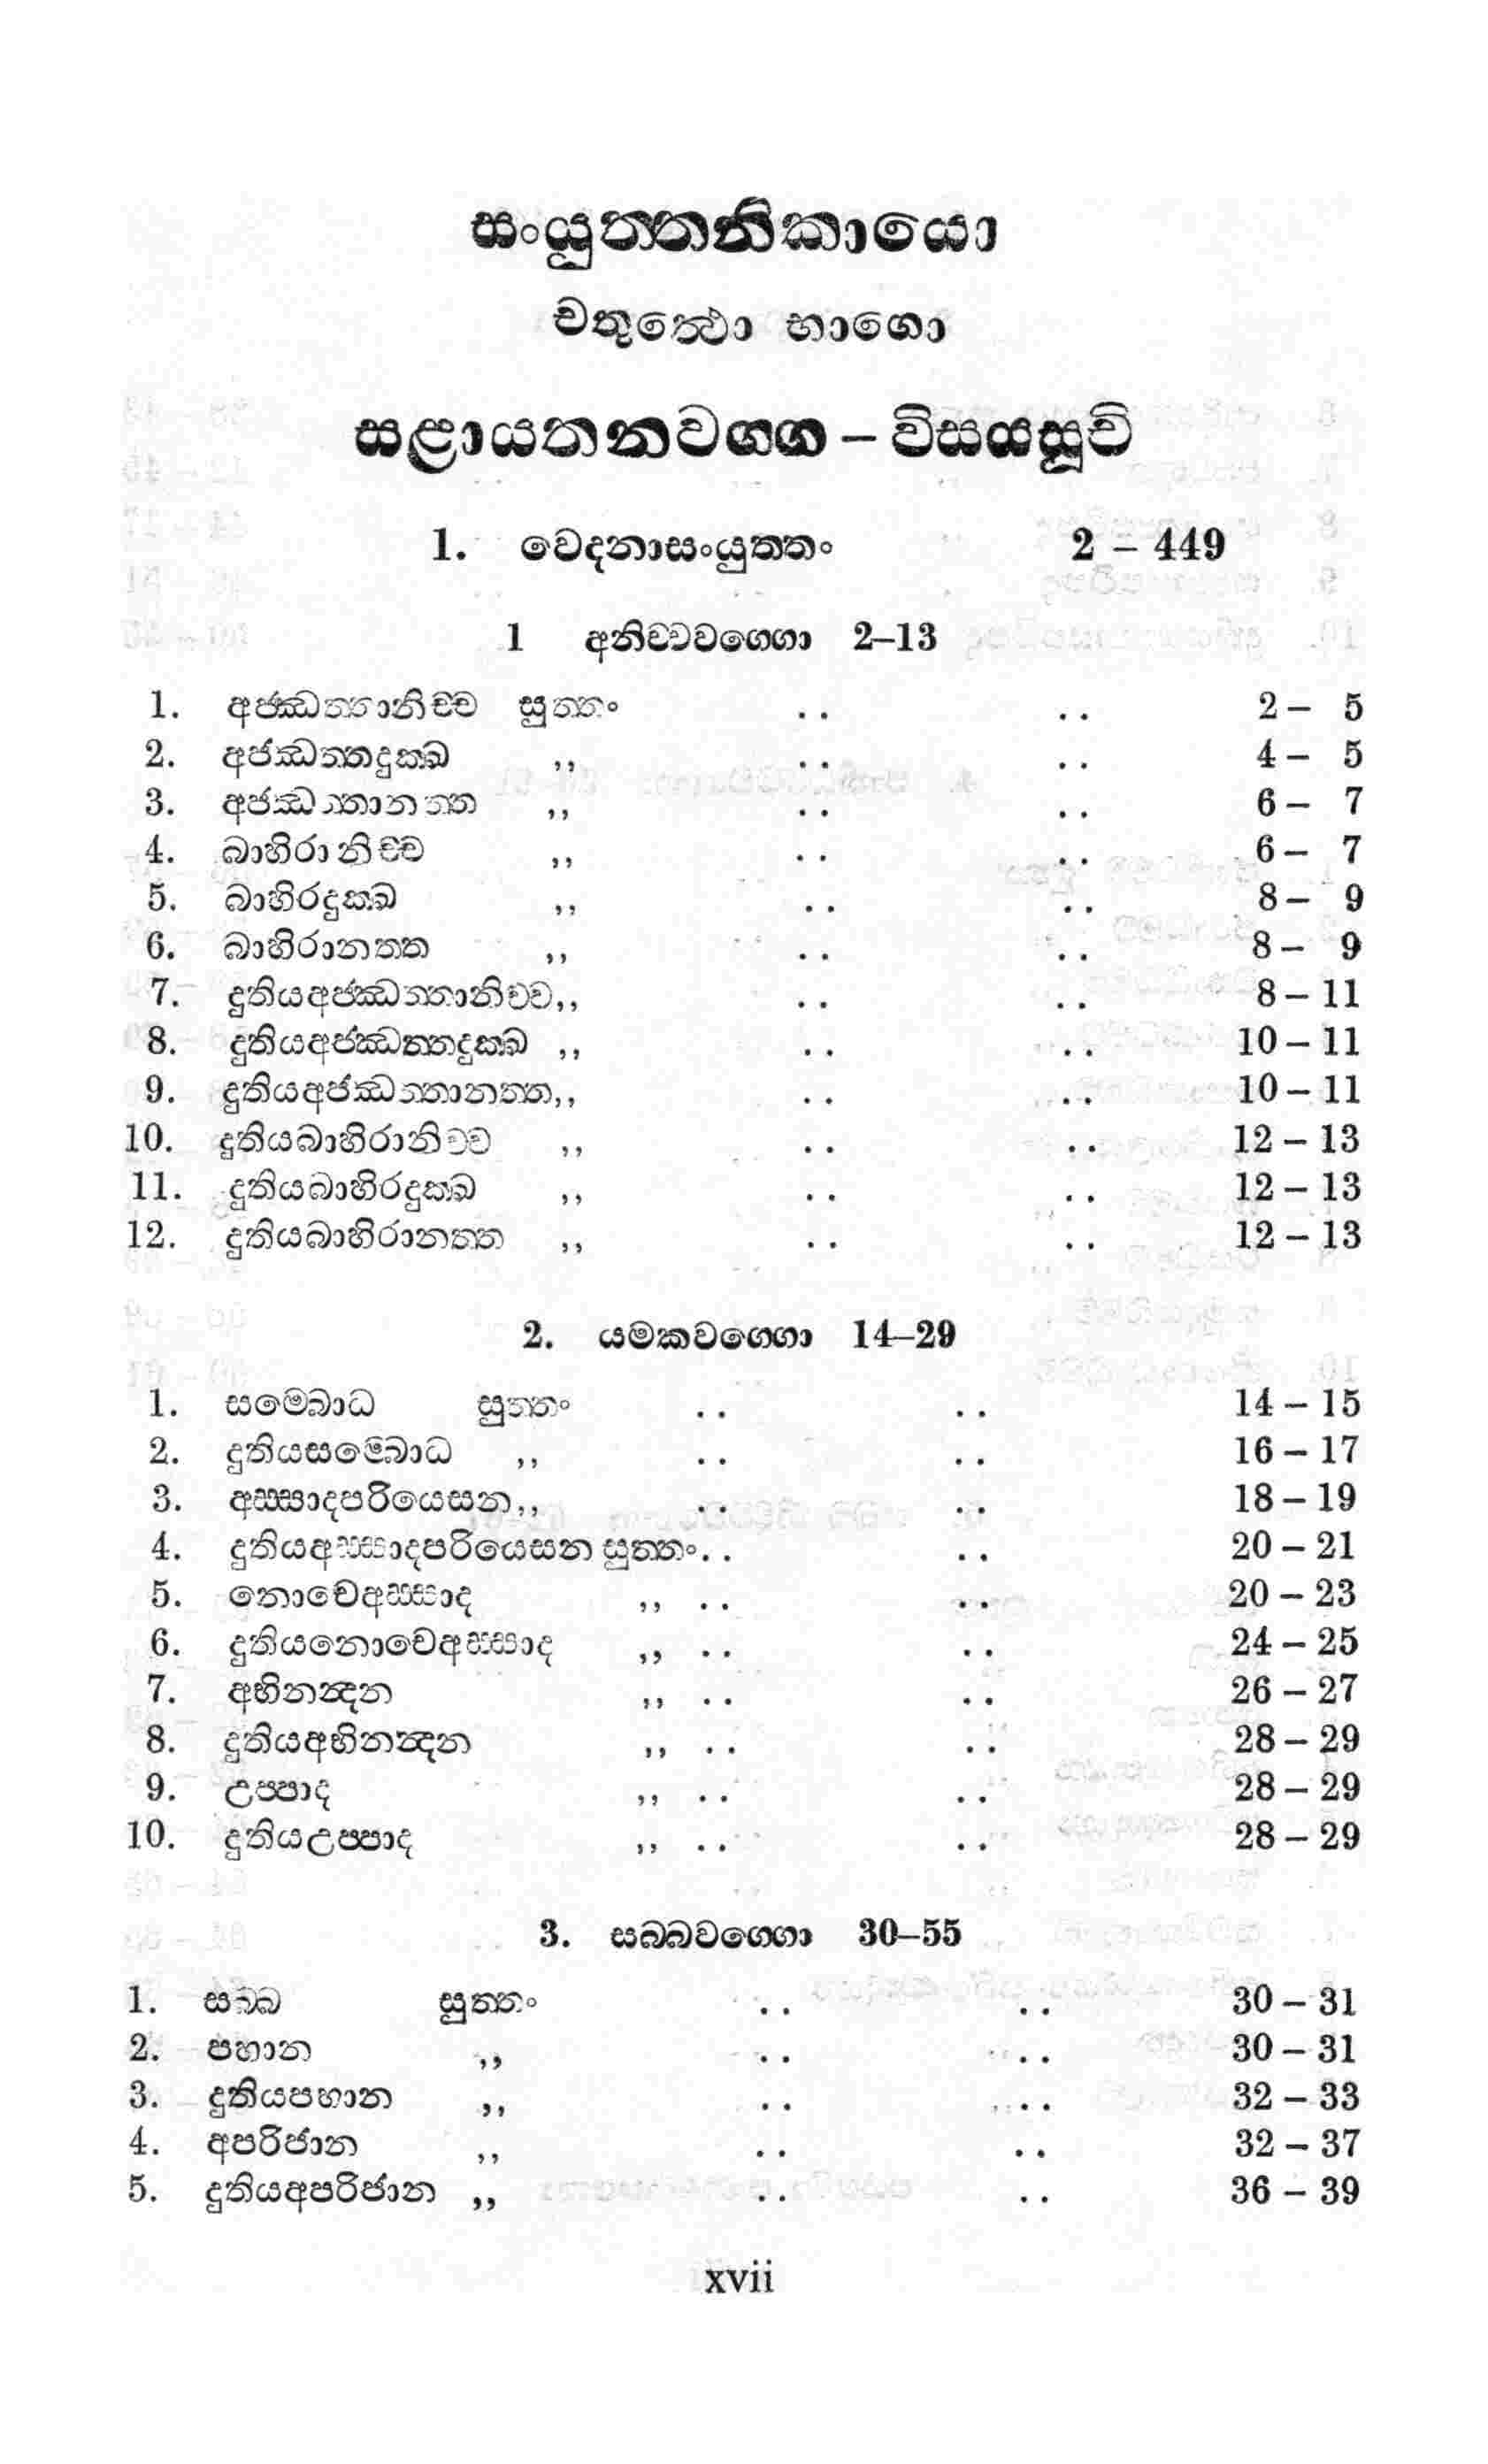 සංයුත්තනිකායො
චතුත්ථො භාගො
සළායතනවග්ග – විසයසූචි
1. වෙදනාසංයුත්තං 2 – 449
1 අනිච්චවග්ගො 2–13
1. අජ්ඣත්තානිච්ච සුත්තං .. .. 2 – 5
2. අජ්ඣත්තදුක්ඛ ,, .. .. 4 – 5
3. අජ්ඣත්තානත්ත ,, .. .. 6 – 7
4. බාහිරානිච්ච ,, .. .. 6 – 7
5. බාහිරදුක්ඛ ,, .. .. 8 – 9
6. බාහිරානත්ත ,, .. .. 8 – 9
7. දුතියඅජ්ඣත්තානිච්ච ,, .. .. 8 – 11
8. දුතියඅජ්ඣත්තදුක්ඛ ,, .. .. 10 – 11
9. දුතියඅජ්ඣත්තානත්ත ,, .. .. 10 – 11
10. දුතියබාහිරානිච්ච ,, .. .. 12 – 13
11. දුතියබාහිරදුක්ඛ ,, .. .. 12 – 13
12. දුතියබාහිරානත්ත ,, .. .. 12 – 13
2. යමකවග්ගො 14–29
1. සම්බොධ සුත්තං .. .. 14 – 15
2. දුතියසම්බොධ ,, .. .. 16 – 17
3. අස්සාදපරියෙසන ,, .. .. 18 – 19
4. දුතියඅස්සාදපරියෙසන සුත්තං .. .. 20 – 21
5. නොචෙඅස්සාද ,, .. .. 20 – 23
6. දුතියනොචෙඅස්සාද ,, .. .. 24 – 25
7. අභිනන්දන ,, .. .. 26 – 27
8. දුතියඅභිනන්දන ,, .. .. 28 – 29
9. උප්පාද ,, .. .. 28 – 29
10. දුතියඋප්පාද ,, .. .. 28 – 29
3. සබ්බවග්ගො 30–55
1. සබ්බ සුත්තං .. .. 30 – 31
2. පහාන ,, .. .. 30 – 31
3. දුතියපහාන ,, .. .. 32 – 33
4. අපරිජාන ,, .. .. 32 – 37
5. දුතියඅපරිජාන ,, .. .. 36 – 39
xvii